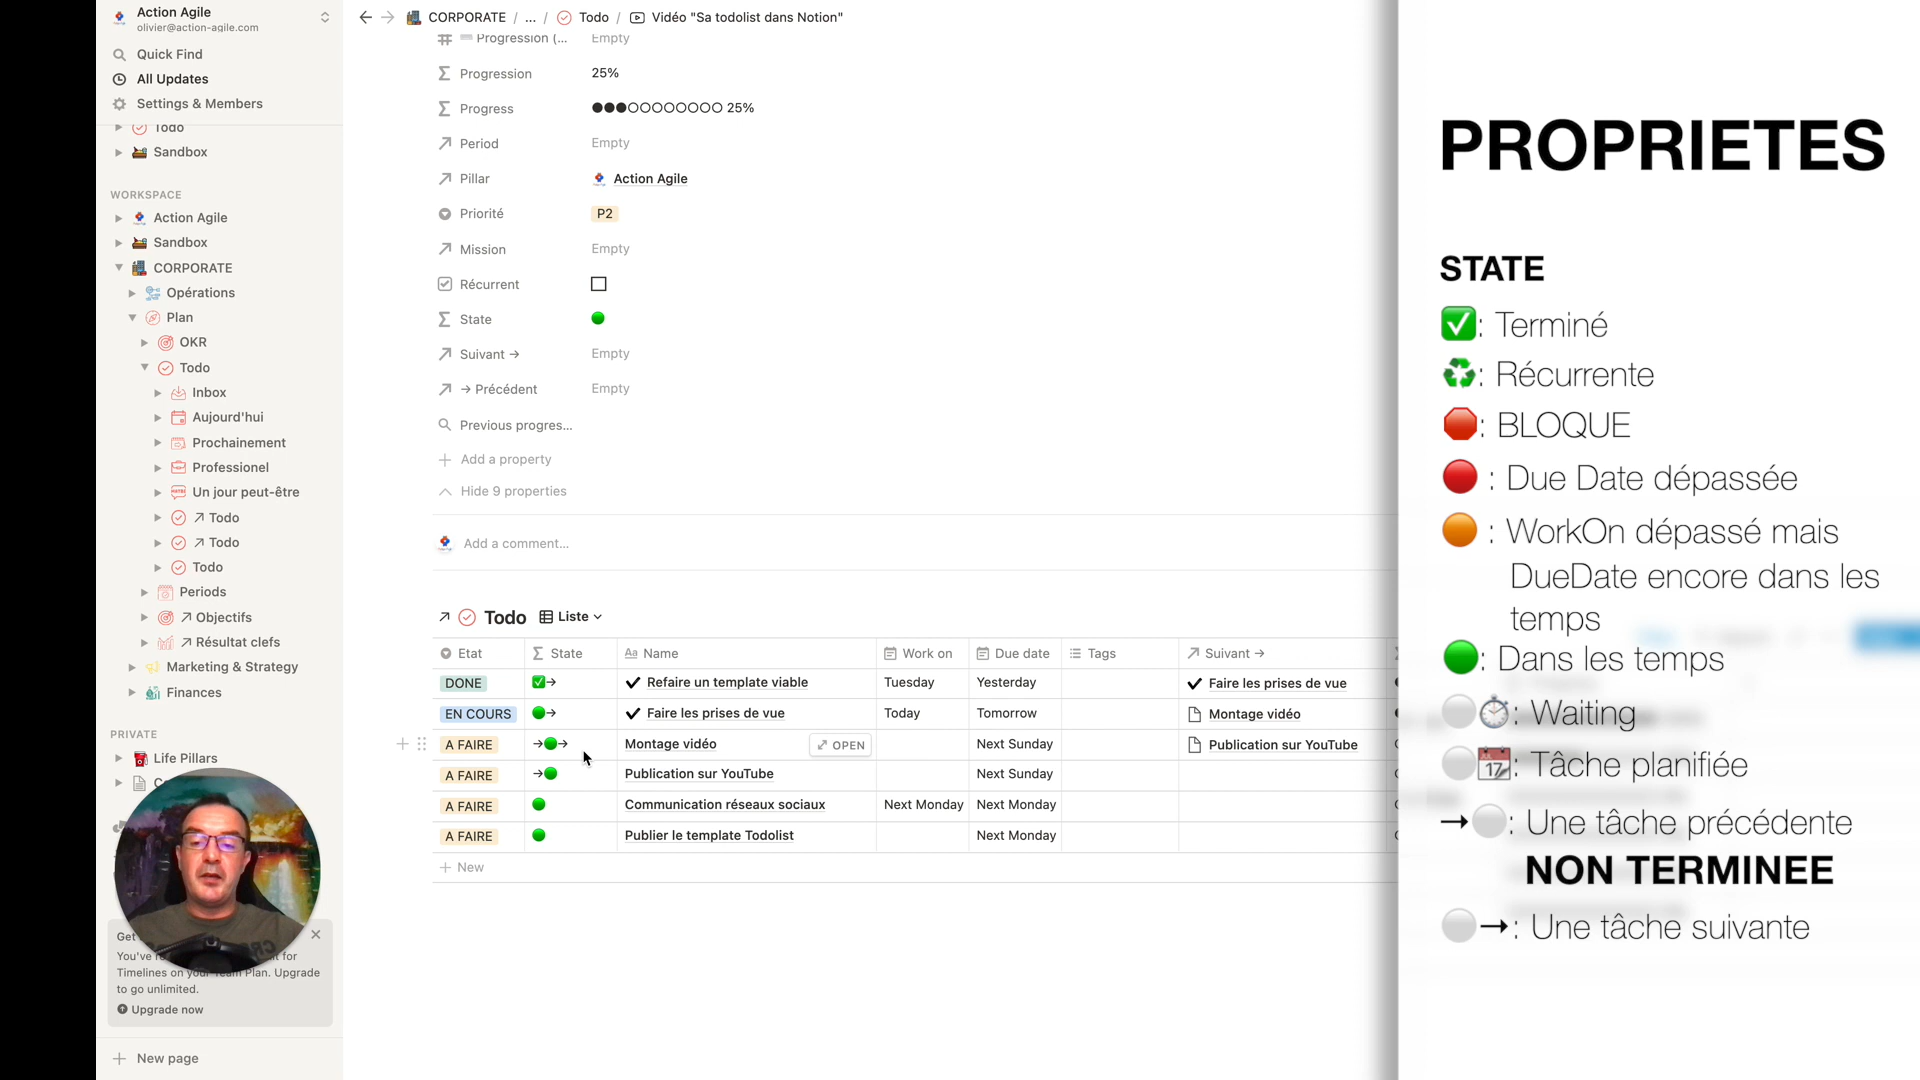 Action Agile
olivier@action-agile.com
Quick Find
All Updates
Settings & Members
Todo
Sandbox
WORKSPACE
Action Agile
Sandbox
CORPORATE
Opérations
Plan
OKR
Todo
Inbox
Aujourd'hui
Prochainement
Professionel
Un jour peut-être
↗ Todo
↗ Todo
Todo
Periods
↗ Objectifs
↗ Résultat clefs
Marketing & Strategy
Finances
PRIVATE
Life Pillars
Get
You've for
Timelines on your Team Plan. Upgrade
to go unlimited.
Upgrade now
New page
CORPORATE / ... / Todo / Vidéo "Sa todolist dans Notion"
Progression (... Empty
Progression 25%
Progress ●●●○○○○○○○○○ 25%
Period Empty
Pillar Action Agile
Priorité P2
Mission Empty
Récurrent
State
Suivant → Empty
→ Précédent Empty
Previous progres...
Add a property
Hide 9 properties
Add a comment...
Todo Liste
Etat State Name Work on Due date Tags Suivant →
DONE ✅→ ✔ Refaire un template viable Tuesday Yesterday ✔ Faire les prises de vue
EN COURS 🟢→ ✔ Faire les prises de vue Today Tomorrow Montage vidéo
A FAIRE →🟢→ Montage vidéo OPEN Next Sunday Publication sur YouTube
A FAIRE →🟢 Publication sur YouTube Next Sunday
A FAIRE 🟢 Communication réseaux sociaux Next Monday Next Monday
A FAIRE 🟢 Publier le template Todolist Next Monday
New
PROPRIETES
STATE
✅: Terminé
♻: Récurrente
🛑: BLOQUE
🔴 : Due Date dépassée
🟠 : WorkOn dépassé mais
DueDate encore dans les
temps
🟢: Dans les temps
⚪⏱: Waiting
⚪📆: Tâche planifiée
→⚪: Une tâche précédente
NON TERMINEE
⚪→: Une tâche suivante